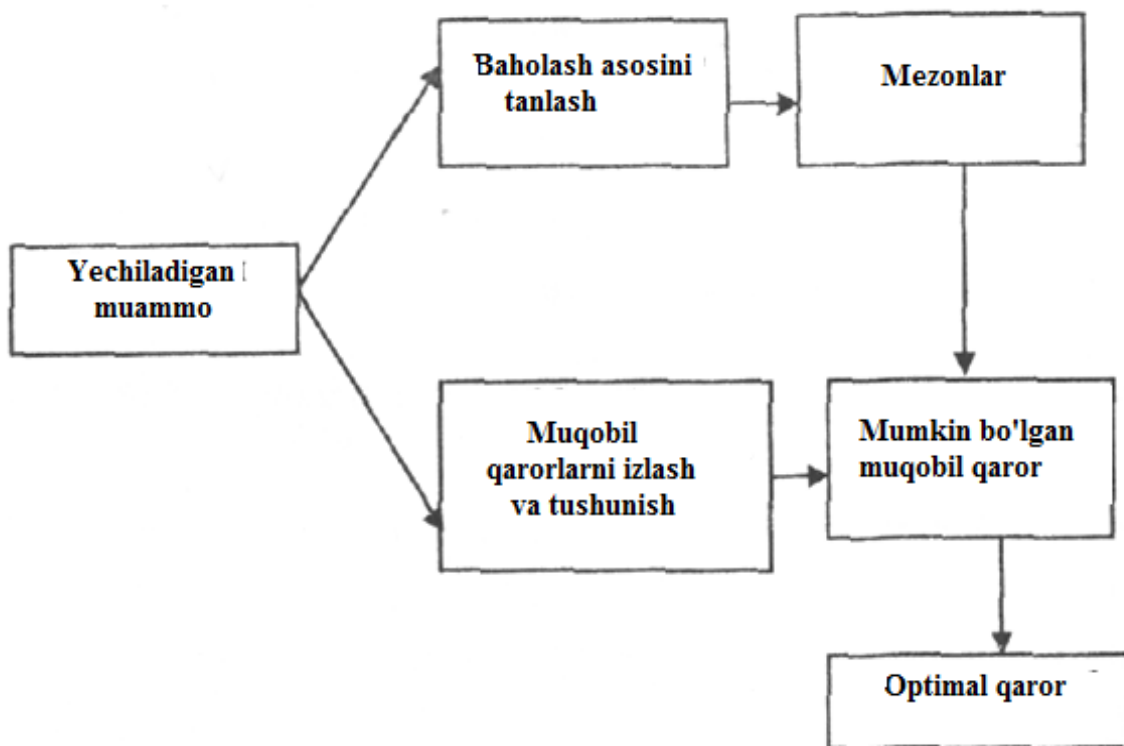 Baholash asosini
tanlash
Mezonlar
Yechiladigan
muammo
Muqobil
qarorlarni izlash
va tushunish
Mumkin bo'lgan
muqobil qaror
Optimal qaror